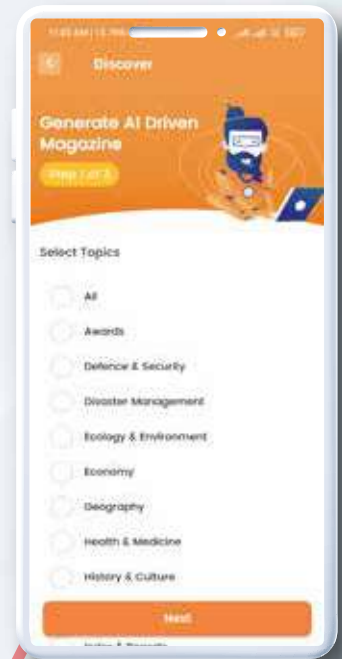 Discover
Generate AI Driven
Magazine
Step 1 of 3
Select Topics
All
Awards
Defence & Security
Disaster Management
Ecology & Environment
Economy
Geography
Health & Medicine
History & Culture
Next